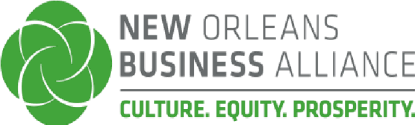 NEW ORLEANS
BUSINESS ALLIANCE
CULTURE. EQUITY. PROSPERITY.